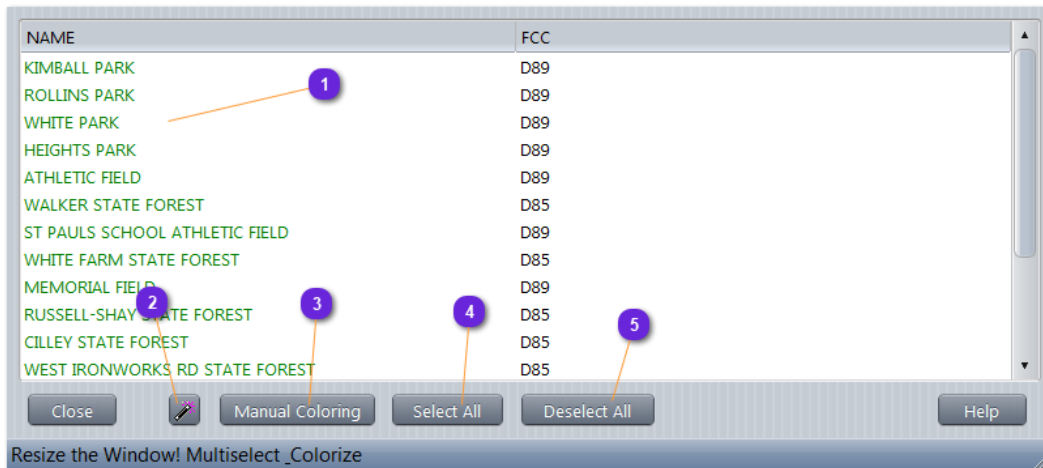 NAME FCC
KIMBALL PARK D89
1
ROLLINS PARK D89
WHITE PARK D89
HEIGHTS PARK D89
ATHLETIC FIELD D89
WALKER STATE FOREST D85
ST PAULS SCHOOL ATHLETIC FIELD D89
WHITE FARM STATE FOREST D85
MEMORIAL FIELD D89
2 3 4 5
RUSSELL-SHAY STATE FOREST D85
CILLEY STATE FOREST D85
WEST IRONWORKS RD STATE FOREST D85
Close Manual Coloring Select All Deselect All Help
Resize the Window! Multiselect _Colorize